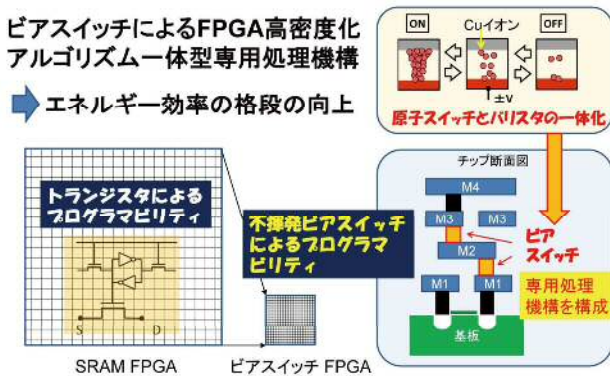 ビアスイッチによるFPGA高密度化
アルゴリズム一体型専用処理機構
エネルギー効率の格段の向上
ON
Cuイオン
OFF
±V
原子スイッチとバリスタの一体化
トランジスタによる
プログラマビリティ
S
D
SRAM FPGA
不揮発ビアスイッチ
によるプログラマ
ビリティ
ビアスイッチ FPGA
チップ断面図
M4
M3
M3
M2
M1
M1
ビア
スイッチ
専用処理
機構を構成
基板